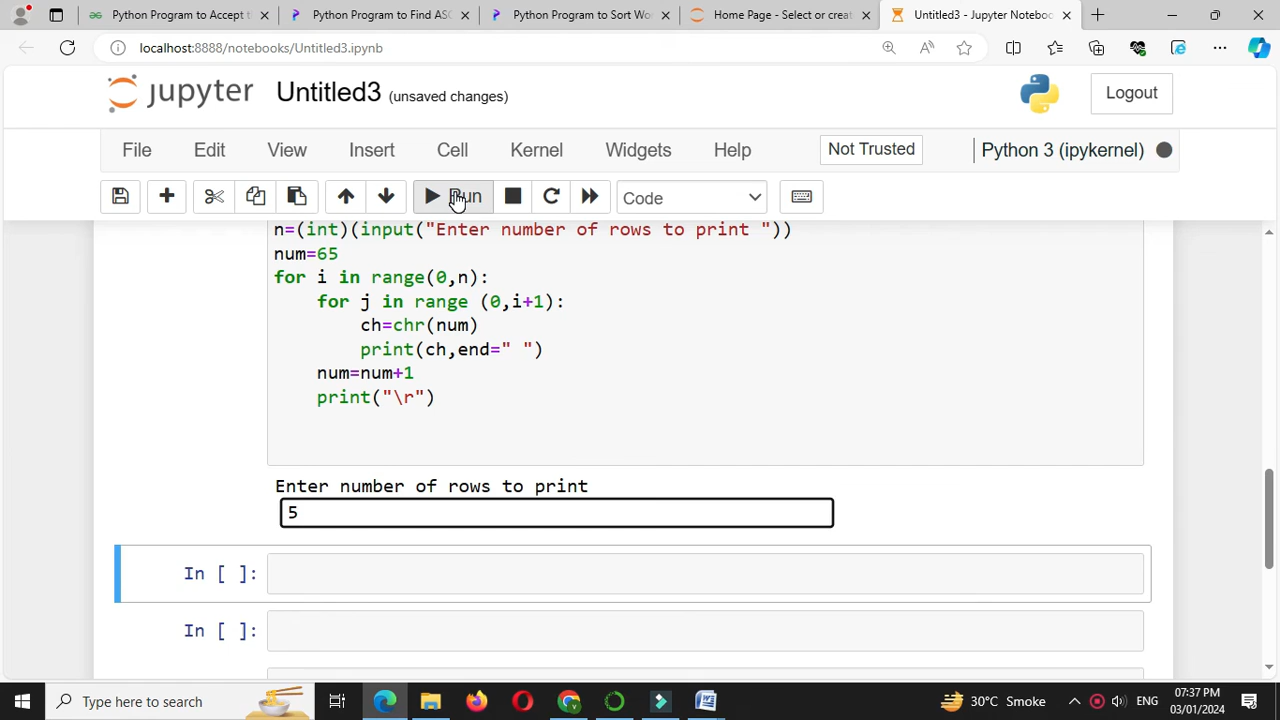 Python Program to Accept t
Python Program to Find ASC
Python Program to Sort Wo
Home Page - Select or creat
Untitled3 - Jupyter Noteboo
localhost:8888/notebooks/Untitled3.ipynb
jupyter Untitled3 (unsaved changes)
Logout
File Edit View Insert Cell Kernel Widgets Help Not Trusted Python 3 (ipykernel)
Run Code
n=(int)(input("Enter number of rows to print "))
num=65
for i in range(0,n):
for j in range (0,i+1):
ch=chr(num)
print(ch,end=" ")
num=num+1
print("\r")
Enter number of rows to print
5
In [ ]:
In [ ]:
Type here to search
30°C Smoke
ENG
07:37 PM
03/01/2024